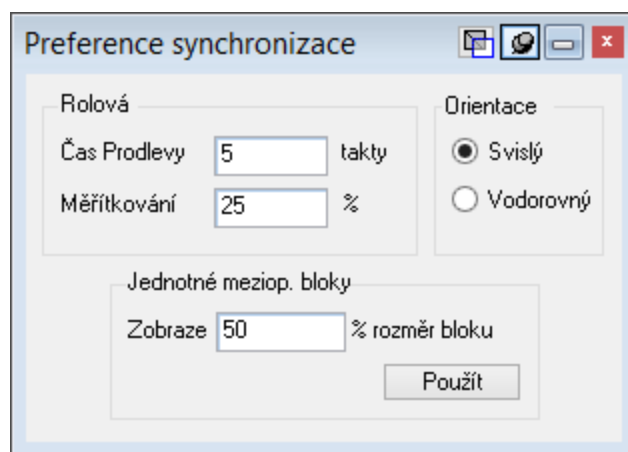 Preference synchronizace
Rolová
Čas Prodlevy 5 takty
Měřítkování 25 %
Orientace
Svislý
Vodorovný
Jednotné meziop. bloky
Zobraze 50 % rozměr bloku
Použít